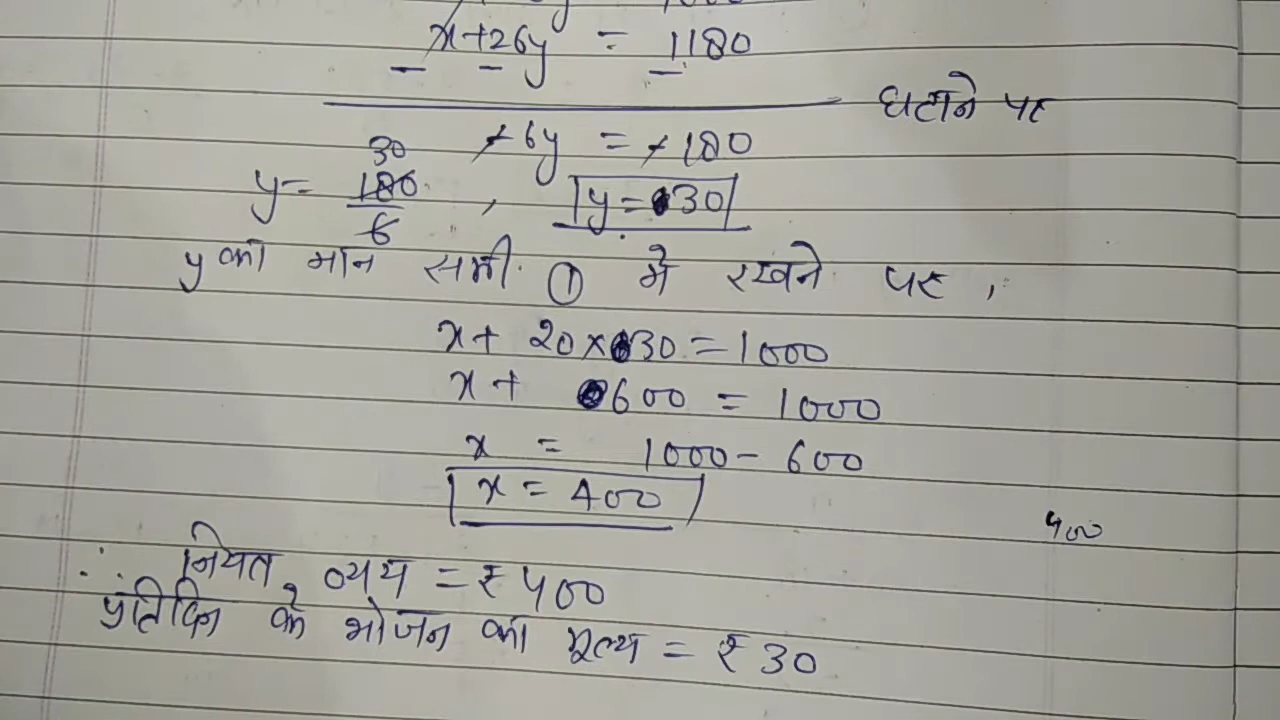 x+26y = 1180
- - -
घटाने पर
-6y = -180
30
y = 180/6 , y = 30
y का मान समी. ① में रखने पर ,
x + 20×30 = 1000
x + 600 = 1000
x = 1000 - 600
x = 400
400
∴ नियत व्यय = ₹ 400
प्रतिदिन के भोजन का मूल्य = ₹ 30